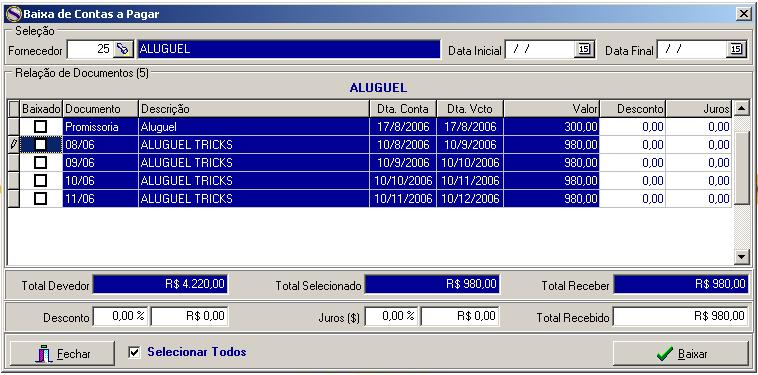 Baixa de Contas a Pagar
Seleção
Fornecedor 25 ALUGUEL Data Inicial / / 15 Data Final / / 15
Relação de Documentos (5)
ALUGUEL
Baixado Documento Descrição Dta. Conta Dta. Vcto Valor Desconto Juros
Promissoria Aluguel 17/8/2006 17/8/2006 300,00 0,00 0,00
08/06 ALUGUEL TRICKS 10/8/2006 10/9/2006 980,00 0,00 0,00
09/06 ALUGUEL TRICKS 10/9/2006 10/10/2006 980,00 0,00 0,00
10/06 ALUGUEL TRICKS 10/10/2006 10/11/2006 980,00 0,00 0,00
11/06 ALUGUEL TRICKS 10/11/2006 10/12/2006 980,00 0,00 0,00
Total Devedor R$ 4.220,00 Total Selecionado R$ 980,00 Total Receber R$ 980,00
Desconto 0,00 % R$ 0,00 Juros ($) 0,00 % R$ 0,00 Total Recebido R$ 980,00
Fechar Selecionar Todos Baixar